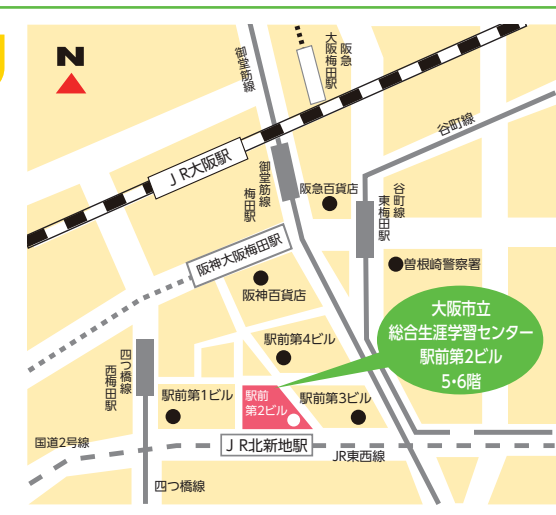 N
御堂筋線
阪急
大阪梅田駅
谷町線
JR大阪駅
御堂筋線
梅田駅
阪急百貨店
谷町線
東梅田駅
阪神大阪梅田駅
曽根崎警察署
阪神百貨店
大阪市立
総合生涯学習センター
駅前第2ビル
5・6階
駅前第4ビル
四つ橋線
西梅田駅
駅前第1ビル
駅前
第2ビル
駅前第3ビル
国道2号線
JR北新地駅
JR東西線
四つ橋線